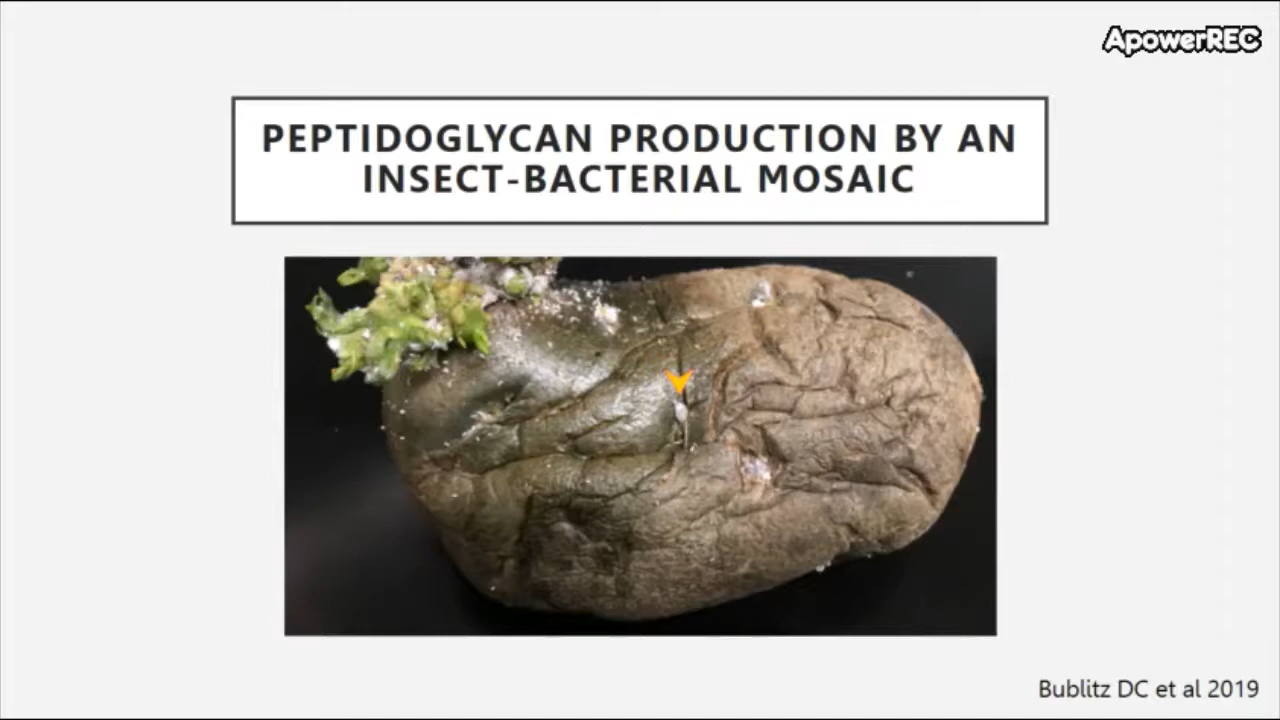 ApowerREC
PEPTIDOGLYCAN PRODUCTION BY AN
INSECT-BACTERIAL MOSAIC
Bublitz DC et al 2019